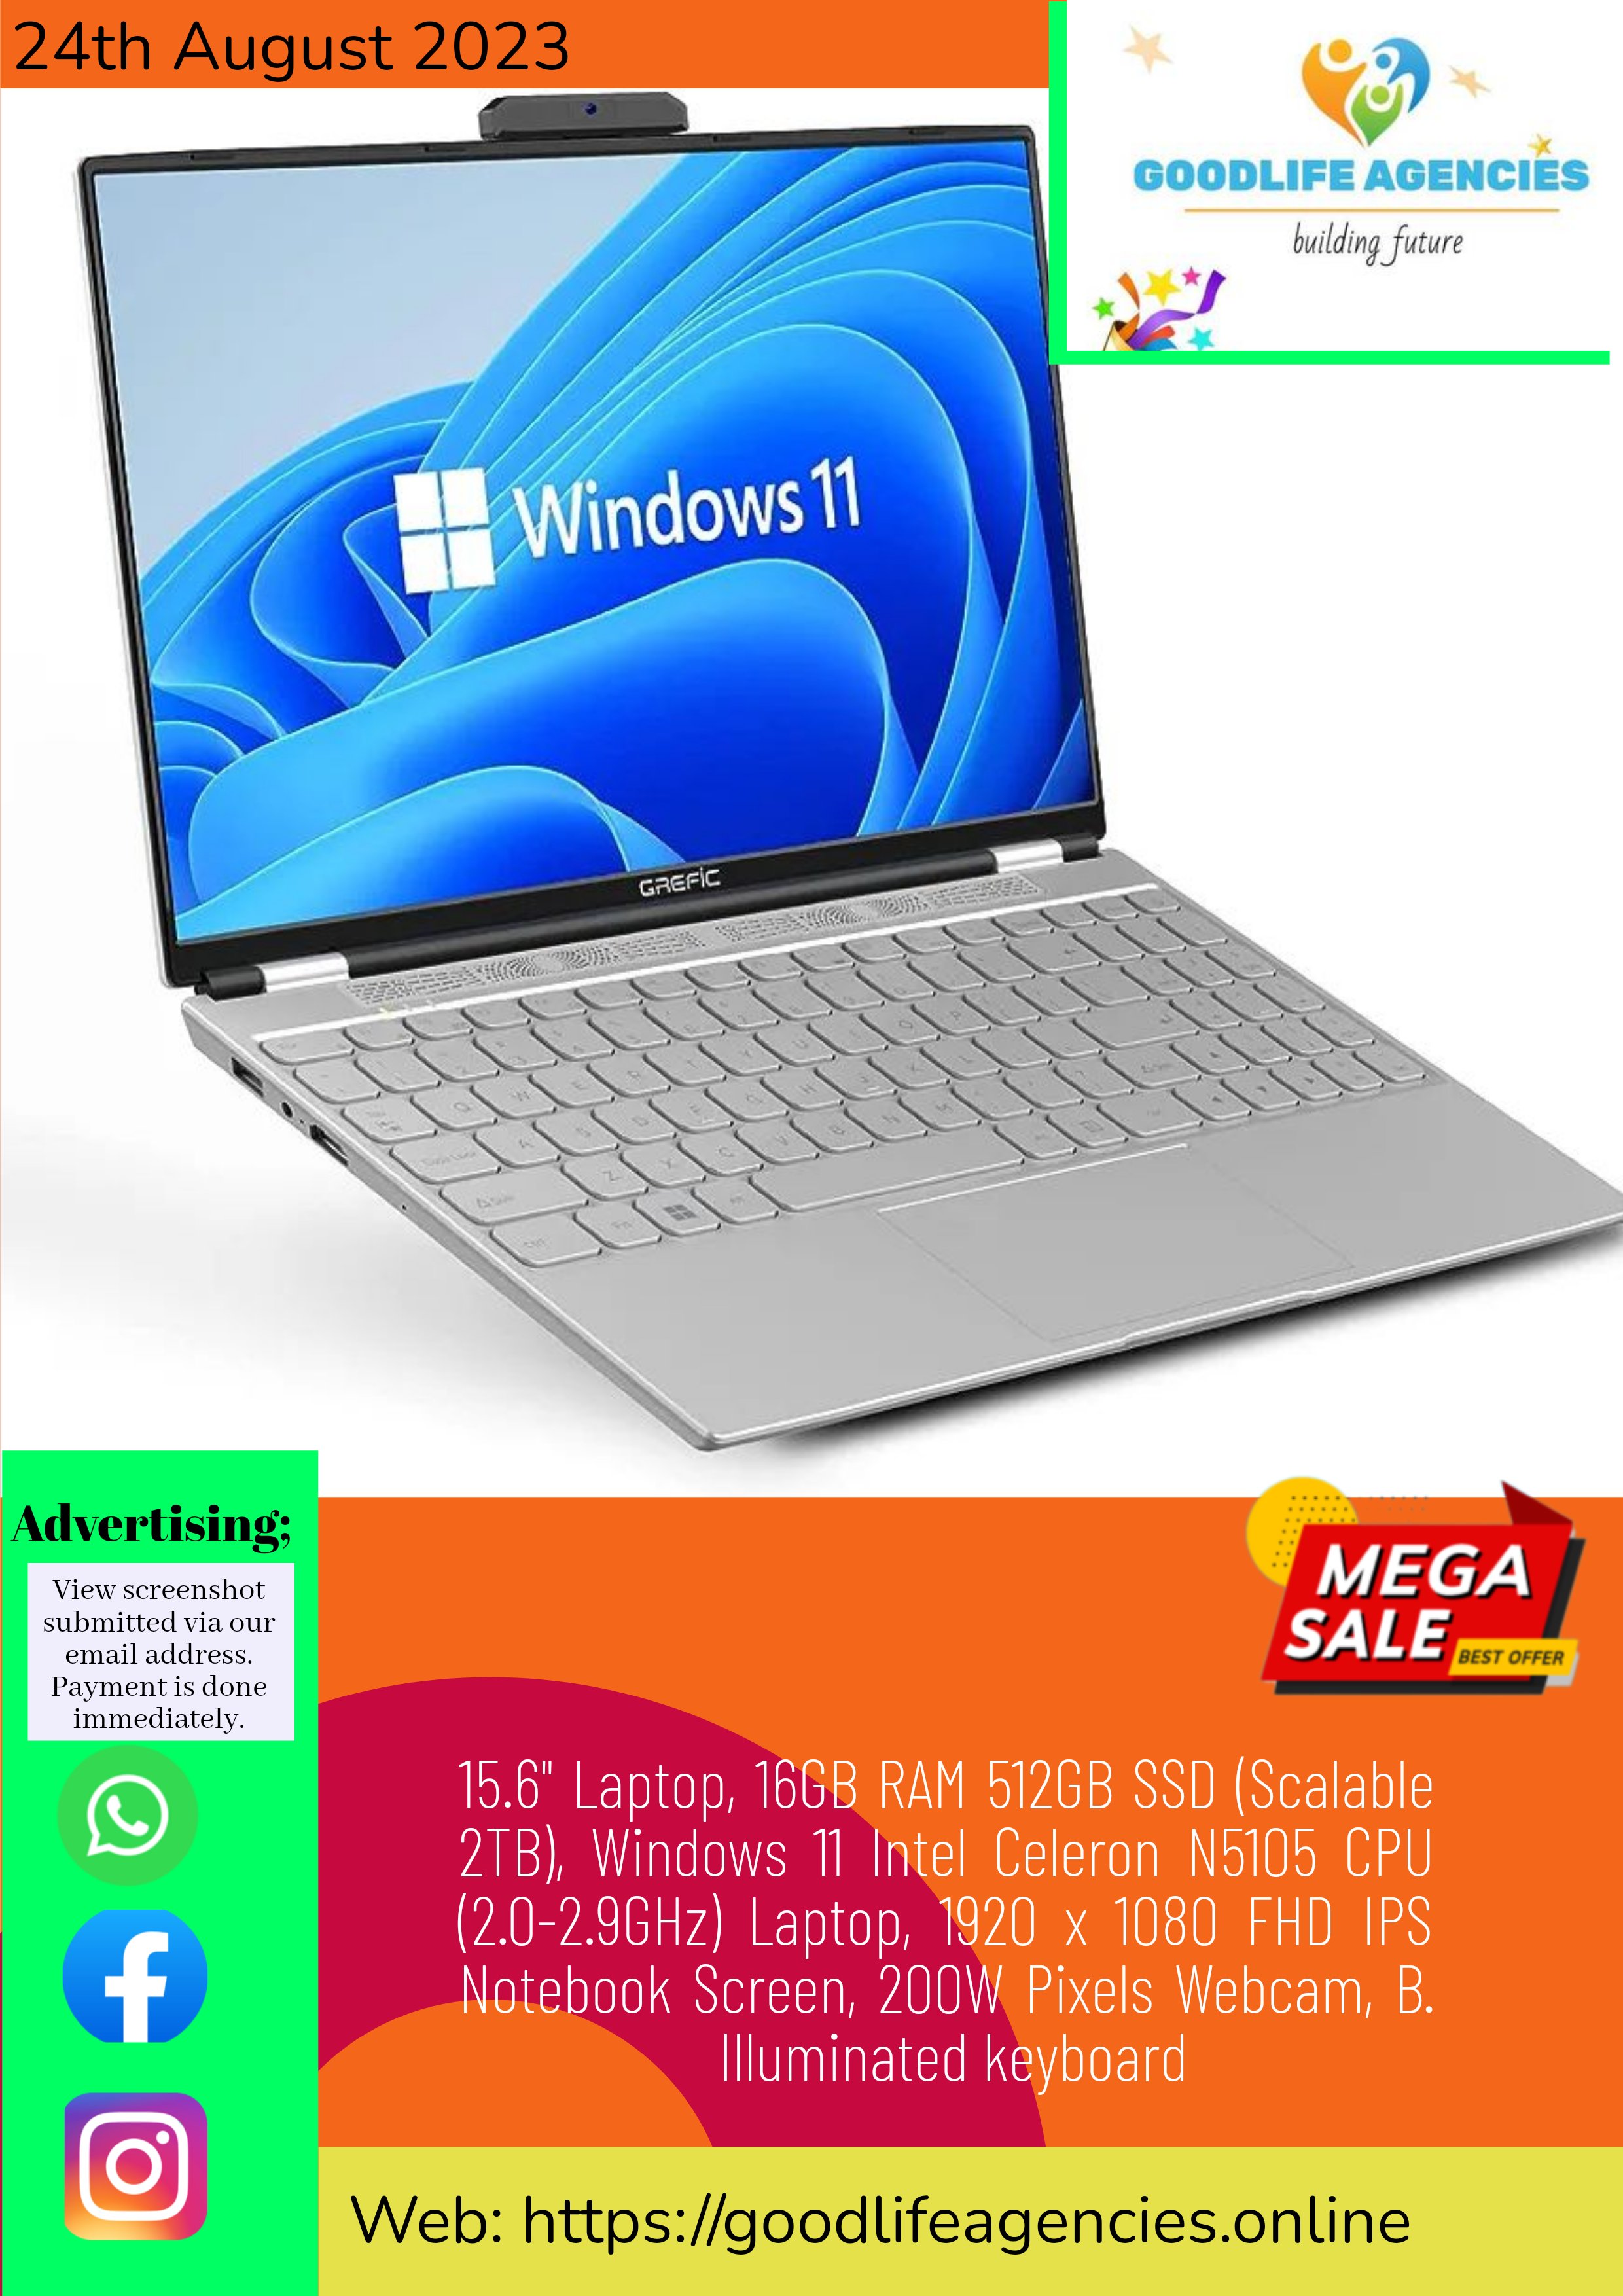 24th August 2023
GOODLIFE AGENCIES
building future
Windows 11
GREFIC
Advertising;
View screenshot
submitted via our
email address.
Payment is done
immediately.
MEGA
SALE
BEST OFFER
15.6" Laptop, 16GB RAM 512GB SSD (Scalable
2TB), Windows 11 Intel Celeron N5105 CPU
(2.0-2.9GHz) Laptop, 1920 x 1080 FHD IPS
Notebook Screen, 200W Pixels Webcam, B.
Illuminated keyboard
Web: https://goodlifeagencies.online